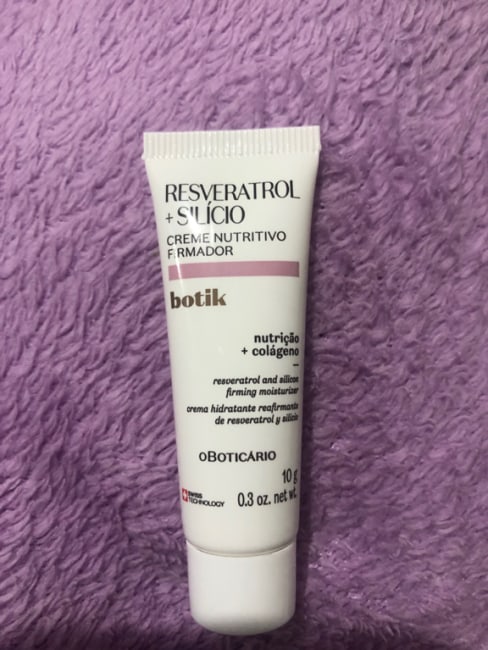 RESVERATROL
+ SILÍCIO
CREME NUTRITIVO
FIRMADOR
botik
nutrição
+ colágeno
resveratrol and silicon
firming moisturizer
crema hidratante reafirmante
de resveratrol y silicio
oBOTICÁRIO
10 g
SWISS
TECHNOLOGY
0.3 oz. net wt.